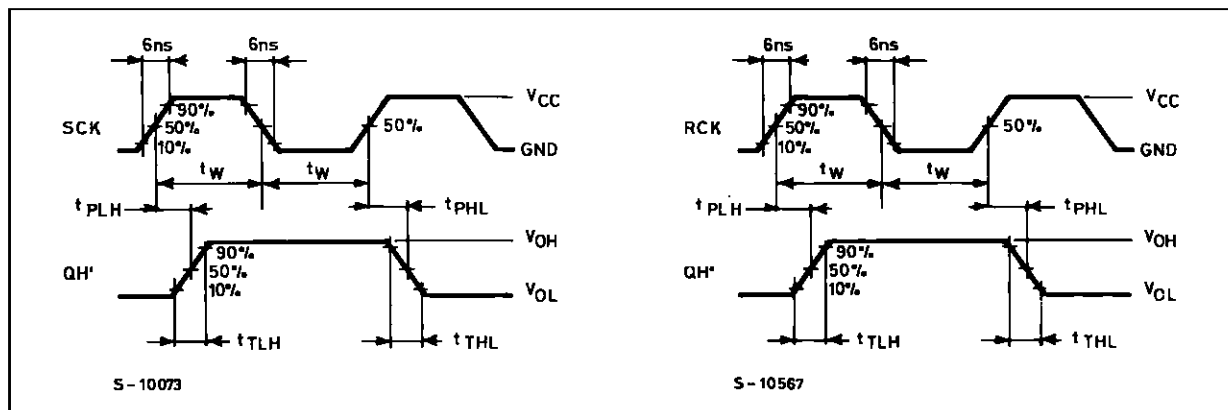 6ns 6ns
90%
SCK 50% 50% VCC
10% GND
tW tW
tPLH tPHL
90% VOH
QH' 50%
10% VOL
tTLH tTHL
S-10073
6ns 6ns
90% VCC
RCK 50% 50%
10% GND
tW tW
tPLH tPHL
90% VOH
QH' 50%
10% VOL
tTLH tTHL
S-10567